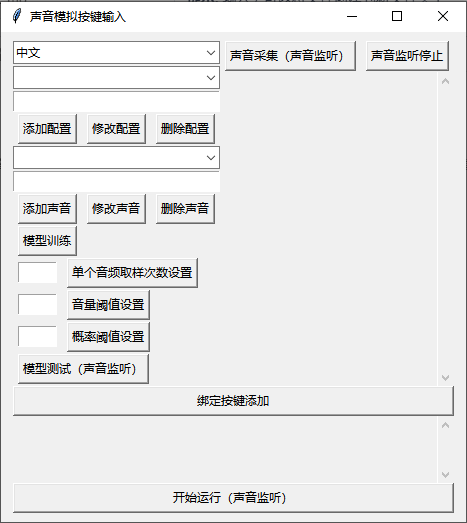 声音模拟按键输入
中文
声音采集（声音监听） 声音监听停止
添加配置 修改配置 删除配置
添加声音 修改声音 删除声音
模型训练
单个音频取样次数设置
音量阈值设置
概率阈值设置
模型测试（声音监听）
绑定按键添加
开始运行（声音监听）